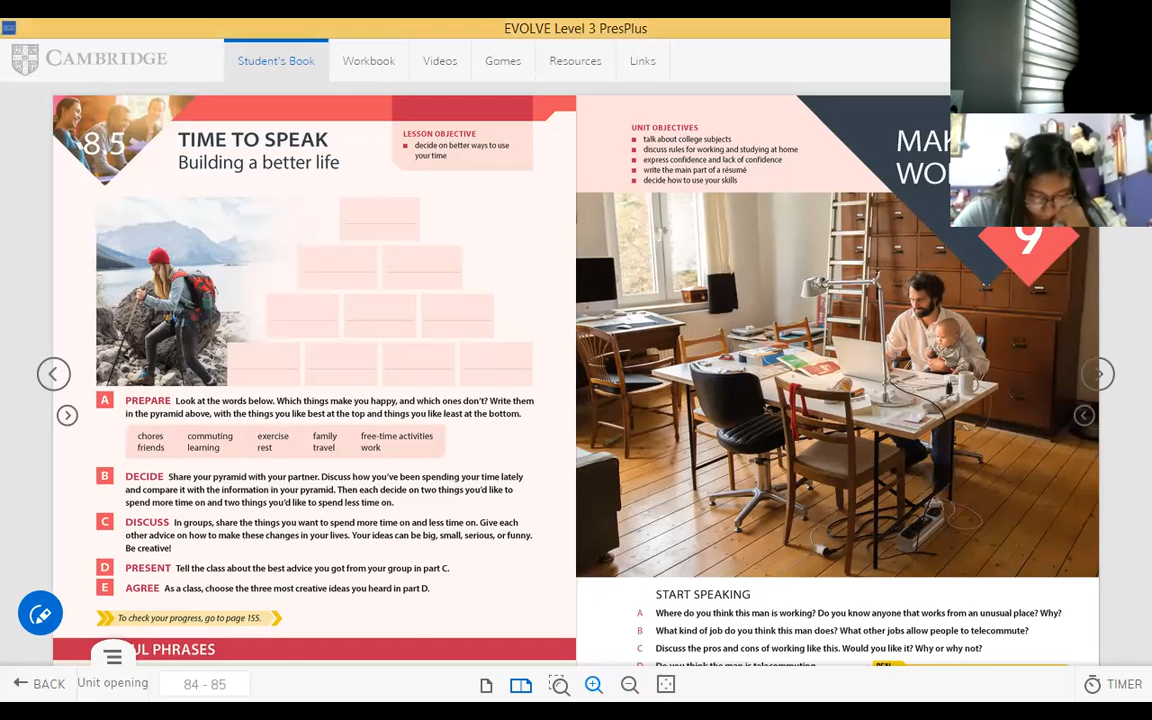 EVOLVE Level 3 PresPlus
CAMBRIDGE
Student's Book
Workbook
Videos
Games
Resources
Links
8.5
TIME TO SPEAK
Building a better life
LESSON OBJECTIVE
decide on better ways to use
your time
A PREPARE Look at the words below. Which things make you happy, and which ones don't? Write them
in the pyramid above, with the things you like best at the top and things you like least at the bottom.
chores commuting exercise family free-time activities
friends learning rest travel work
B DECIDE Share your pyramid with your partner. Discuss how you've been spending your time lately
and compare it with the information in your pyramid. Then each decide on two things you'd like to
spend more time on and two things you'd like to spend less time on.
C DISCUSS In groups, share the things you want to spend more time on and less time on. Give each
other advice on how to make these changes in your lives. Your ideas can be big, small, serious, or funny.
Be creative!
D PRESENT Tell the class about the best advice you got from your group in part C.
E AGREE As a class, choose the three most creative ideas you heard in part D.
To check your progress, go to page 155.
UL PHRASES
UNIT OBJECTIVES
talk about college subjects
discuss rules for working and studying at home
express confidence and lack of confidence
write the main part of a résumé
decide how to use your skills
MA
WO
9
START SPEAKING
A Where do you think this man is working? Do you know anyone that works from an unusual place? Why?
B What kind of job do you think this man does? What other jobs allow people to telecommute?
C Discuss the pros and cons of working like this. Would you like it? Why or why not?
Do you think the man is telecommuting
REAL
BACK
Unit opening
84 - 85
TIMER